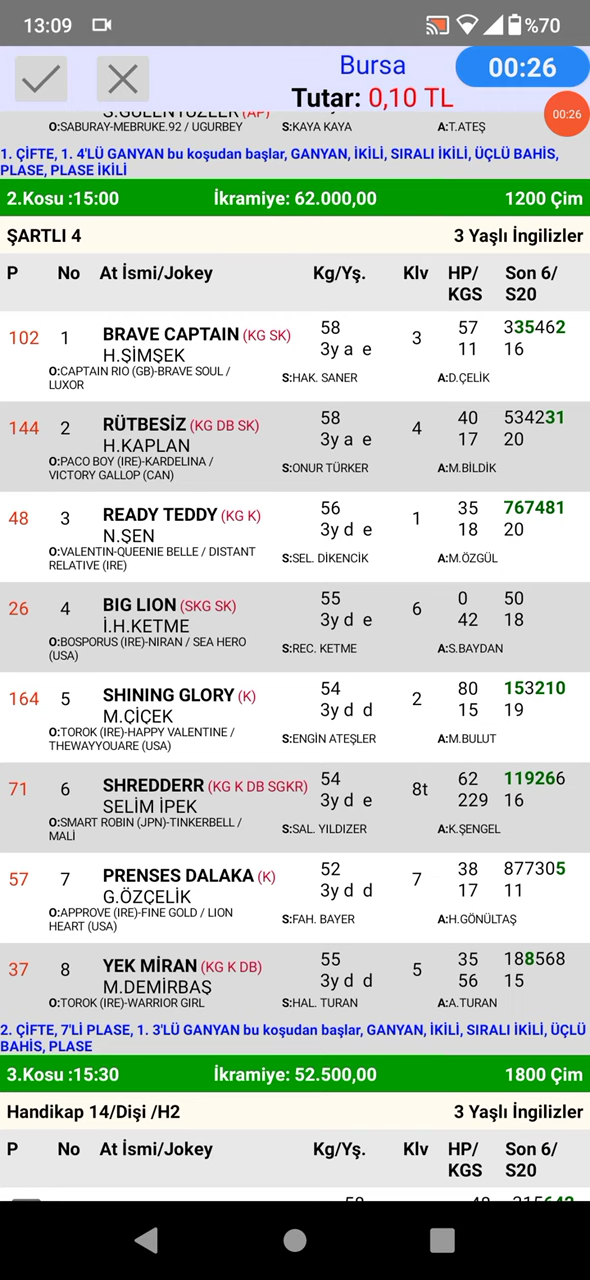 13:09 %70
Bursa 00:26
Tutar: 0,10 TL
00:26
S.GÜLENYÜZLER (AP)
O:SABURAY-MEBRUKE.92 / UGURBEY S:KAYA KAYA A:T.ATEŞ
1. ÇİFTE, 1. 4'LÜ GANYAN bu koşudan başlar, GANYAN, İKİLİ, SIRALI İKİLİ, ÜÇLÜ BAHİS,
PLASE, PLASE İKİLİ
2.Kosu :15:00 İkramiye: 62.000,00 1200 Çim
ŞARTLI 4 3 Yaşlı İngilizler
P No At İsmi/Jokey Kg/Yş. Klv HP/ Son 6/
KGS S20
102 1 BRAVE CAPTAIN (KG SK) 58 3 57 335462
H.ŞİMŞEK 3y a e 11 16
O:CAPTAIN RIO (GB)-BRAVE SOUL / S:HAK. SANER A:D.ÇELİK
LUXOR
144 2 RÜTBESİZ (KG DB SK) 58 4 40 534231
H.KAPLAN 3y a e 17 20
O:PACO BOY (IRE)-KARDELINA / S:ONUR TÜRKER A:M.BİLDİK
VICTORY GALLOP (CAN)
48 3 READY TEDDY (KG K) 56 1 35 767481
N.ŞEN 3y d e 18 20
O:VALENTIN-QUEENIE BELLE / DISTANT S:SEL. DİKENCİK A:M.ÖZGÜL
RELATIVE (IRE)
26 4 BIG LION (SKG SK) 55 6 0 50
İ.H.KETME 3y d e 42 18
O:BOSPORUS (IRE)-NIRAN / SEA HERO S:REC. KETME A:S.BAYDAN
(USA)
164 5 SHINING GLORY (K) 54 2 80 153210
M.ÇİÇEK 3y d d 15 19
O:TOROK (IRE)-HAPPY VALENTINE / S:ENGİN ATEŞLER A:M.BULUT
THEWAYYOUARE (USA)
71 6 SHREDDERR (KG K DB SGKR) 54 8t 62 119266
SELİM İPEK 3y d e 229 16
O:SMART ROBIN (JPN)-TINKERBELL / S:SAL. YILDIZER A:K.ŞENGEL
MALİ
57 7 PRENSES DALAKA (K) 52 7 38 877305
G.ÖZÇELİK 3y d d 17 11
O:APPROVE (IRE)-FINE GOLD / LION S:FAH. BAYER A:H.GÖNÜLTAŞ
HEART (USA)
37 8 YEK MİRAN (KG K DB) 55 5 35 188568
M.DEMİRBAŞ 3y d d 56 15
O:TOROK (IRE)-WARRIOR GIRL S:HAL. TURAN A:A.TURAN
2. ÇİFTE, 7'Lİ PLASE, 1. 3'LÜ GANYAN bu koşudan başlar, GANYAN, İKİLİ, SIRALI İKİLİ, ÜÇLÜ
BAHİS, PLASE
3.Kosu :15:30 İkramiye: 52.500,00 1800 Çim
Handikap 14/Dişi /H2 3 Yaşlı İngilizler
P No At İsmi/Jokey Kg/Yş. Klv HP/ Son 6/
KGS S20